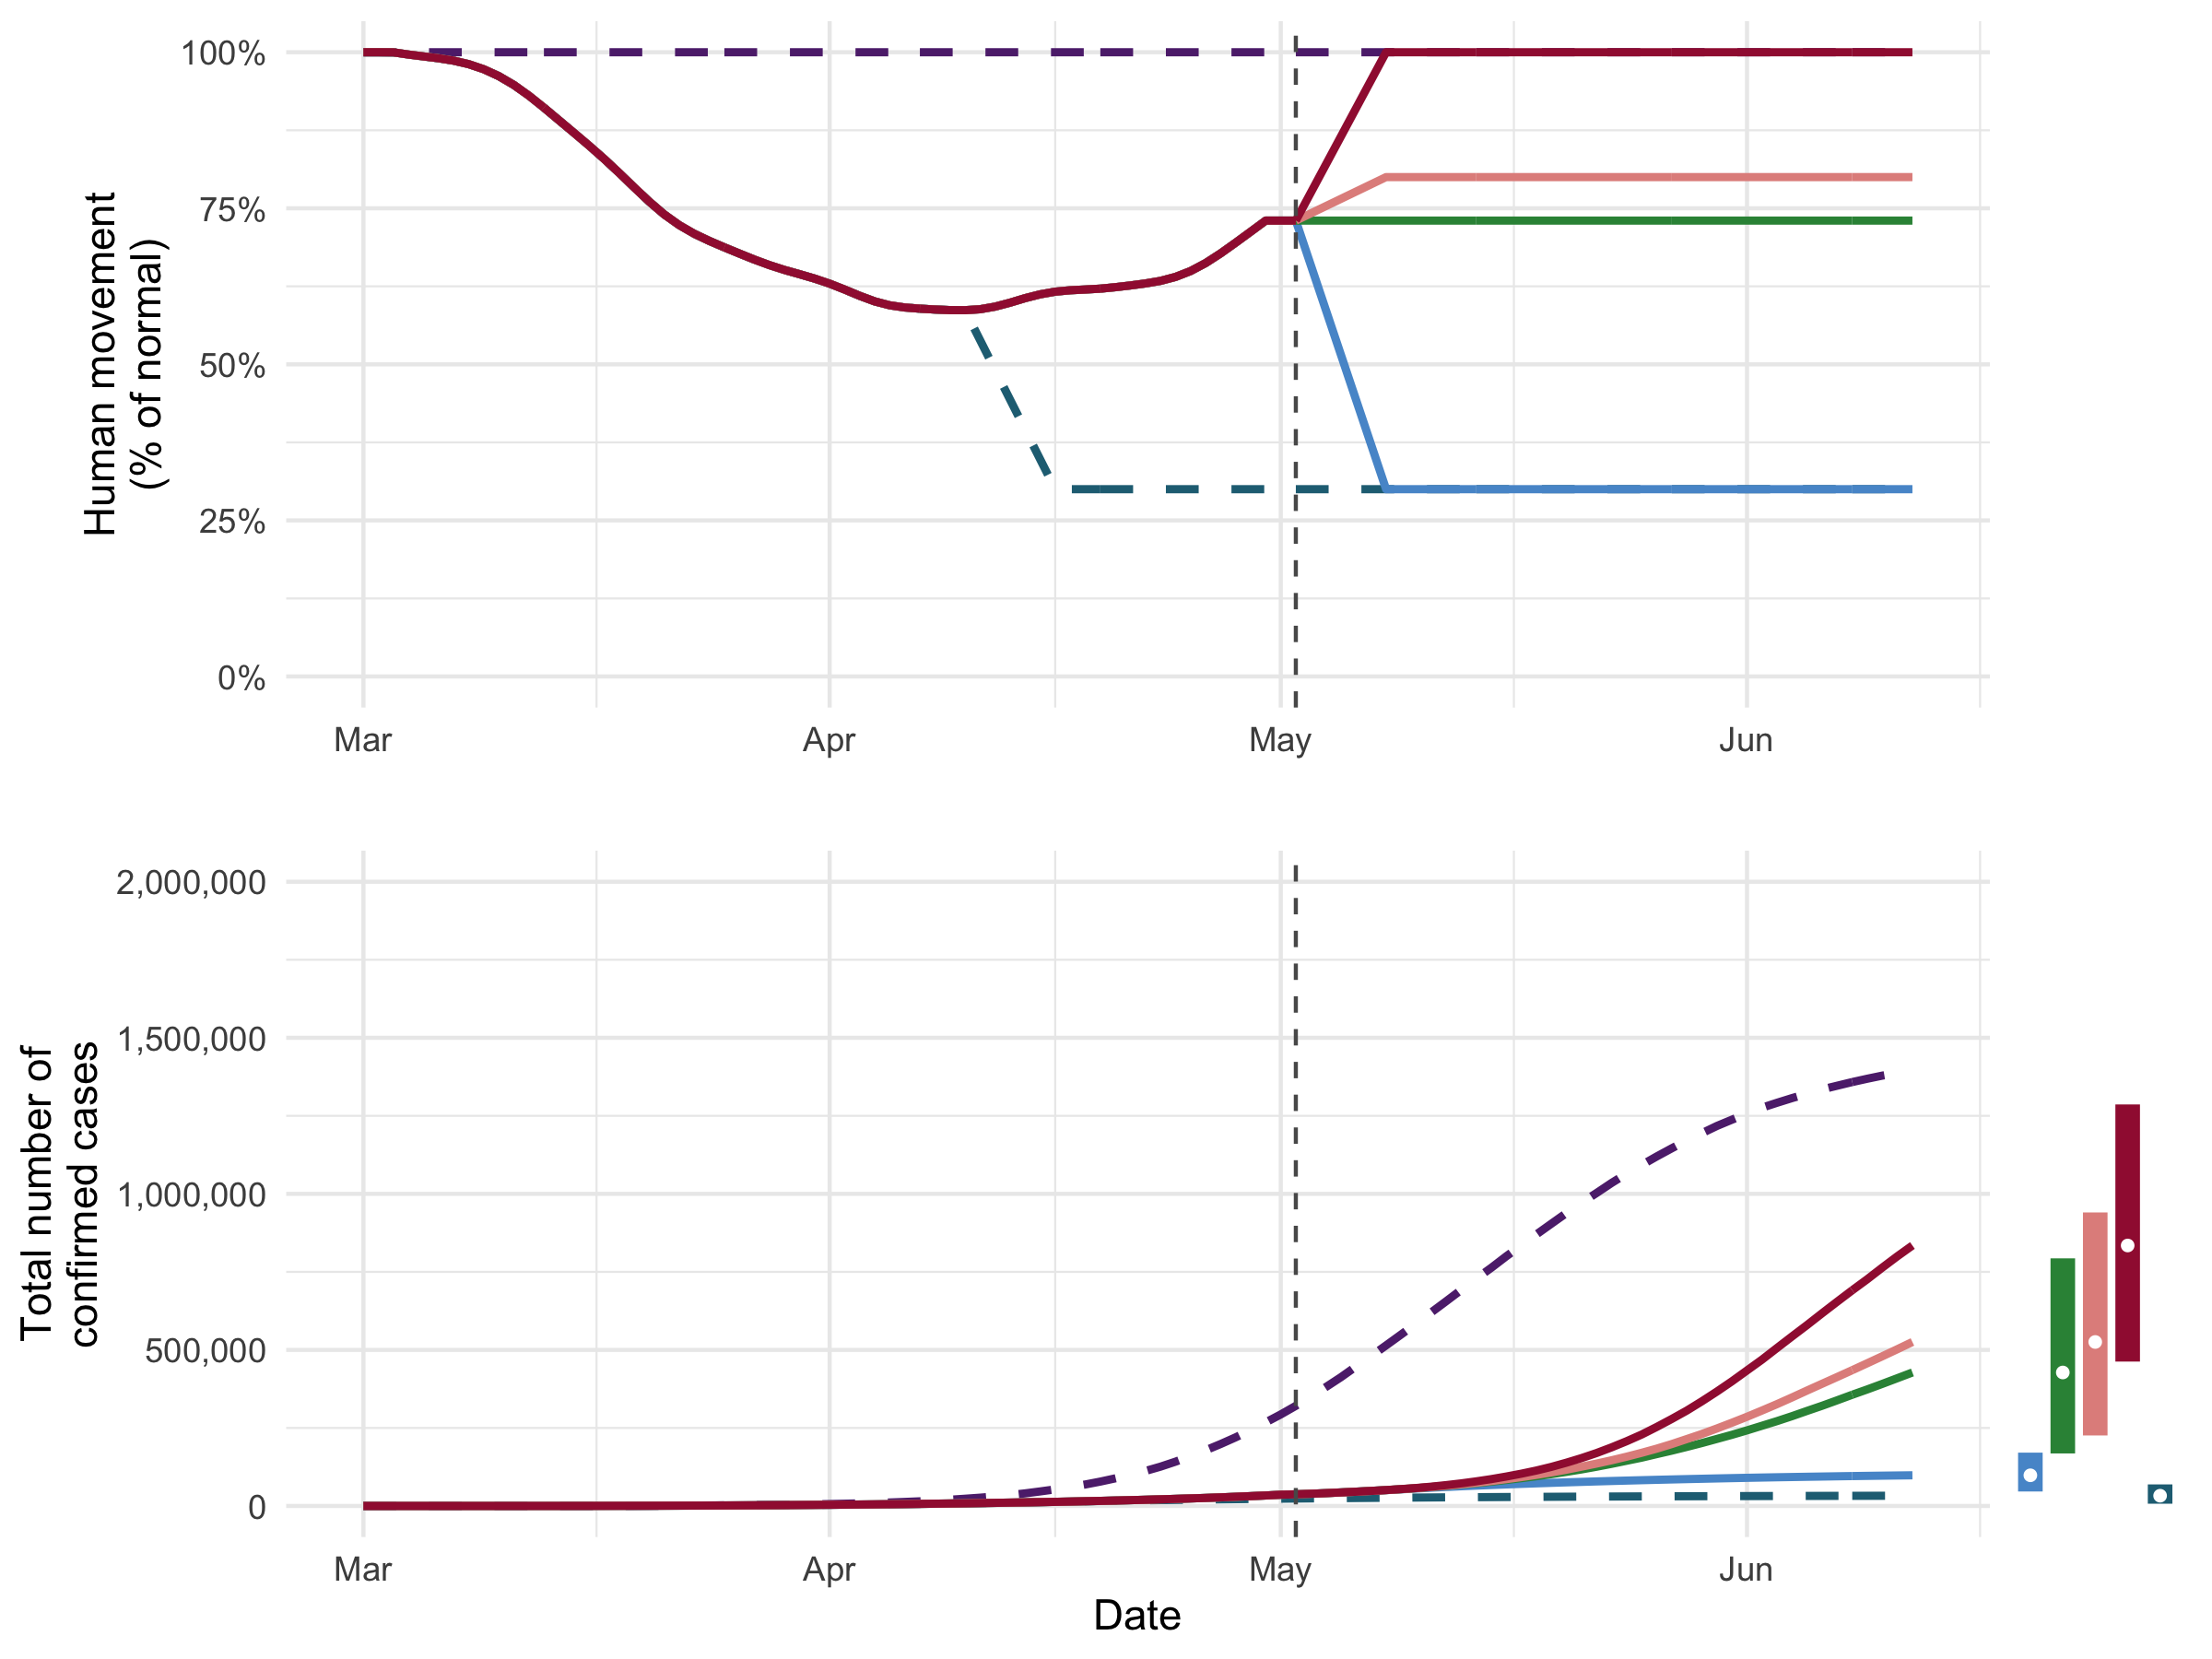 Human movement
(% of normal)
100%
75%
50%
25%
0%
Mar Apr May Jun
Total number of
confirmed cases
2,000,000
1,500,000
1,000,000
500,000
0
Mar Apr May Jun
Date